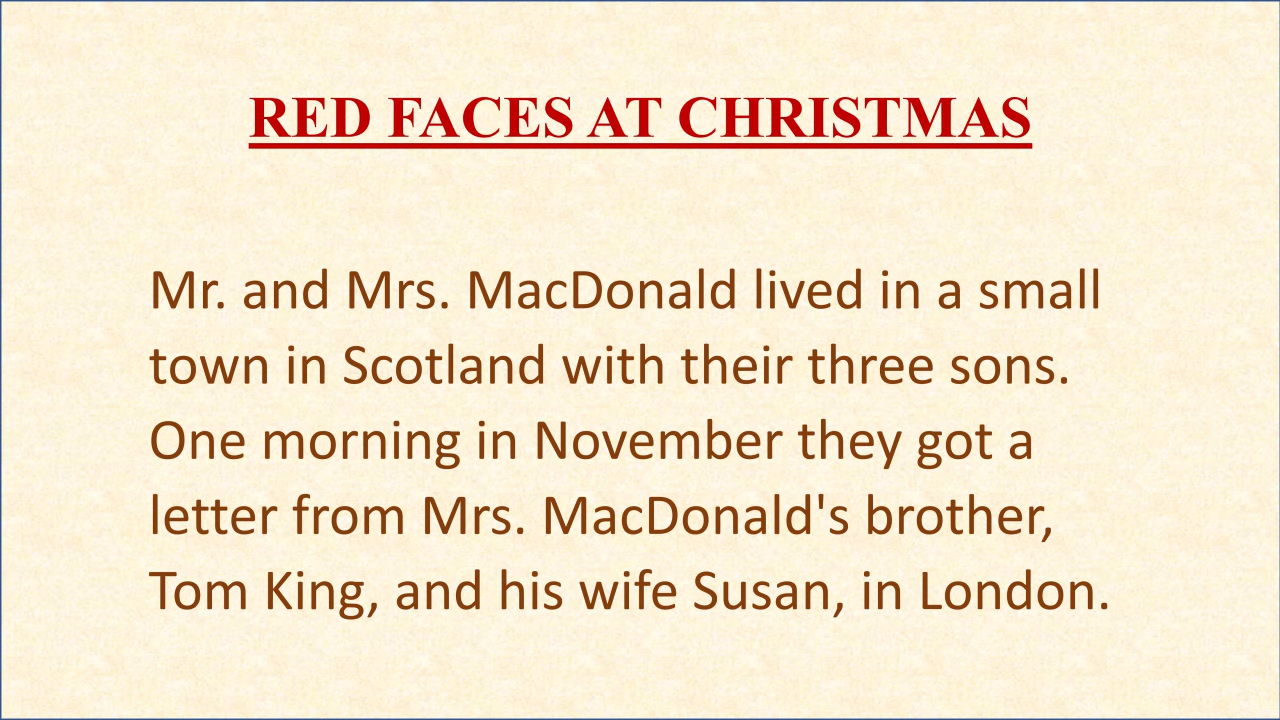 RED FACES AT CHRISTMAS
Mr. and Mrs. MacDonald lived in a small
town in Scotland with their three sons.
One morning in November they got a
letter from Mrs. MacDonald's brother,
Tom King, and his wife Susan, in London.